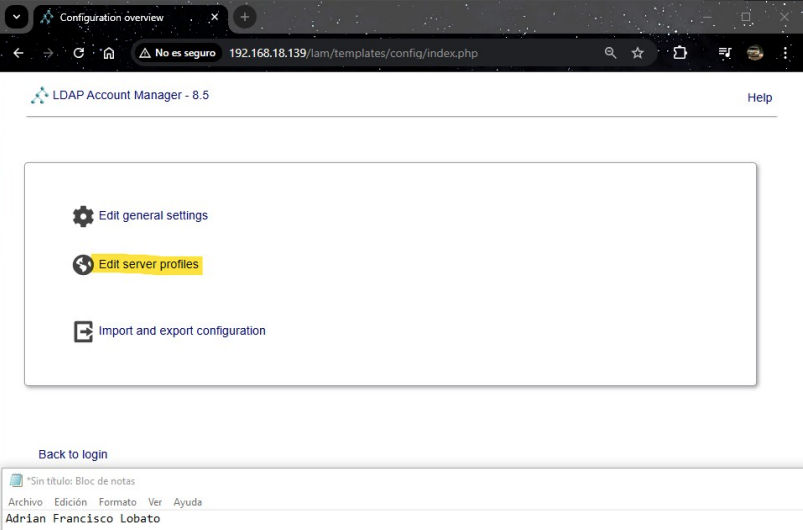 Configuration overview
No es seguro 192.168.18.139/lam/templates/config/index.php
LDAP Account Manager - 8.5
Help
Edit general settings
Edit server profiles
Import and export configuration
Back to login
*Sin título: Bloc de notas
Archivo Edición Formato Ver Ayuda
Adrian Francisco Lobato